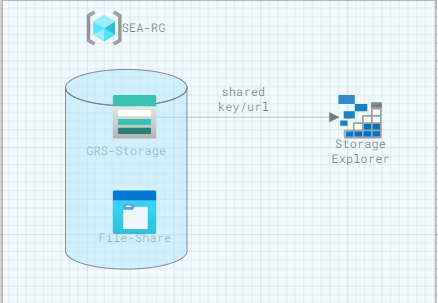 SEA-RG
shared
key/url
GRS-Storage
Storage
Explorer
File-Share